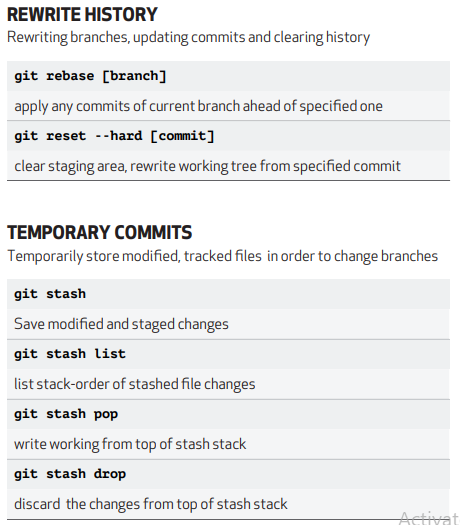 REWRITE HISTORY
Rewriting branches, updating commits and clearing history
git rebase [branch]
apply any commits of current branch ahead of specified one
git reset --hard [commit]
clear staging area, rewrite working tree from specified commit
TEMPORARY COMMITS
Temporarily store modified, tracked files in order to change branches
git stash
Save modified and staged changes
git stash list
list stack-order of stashed file changes
git stash pop
write working from top of stash stack
git stash drop
discard the changes from top of stash stack
Activat